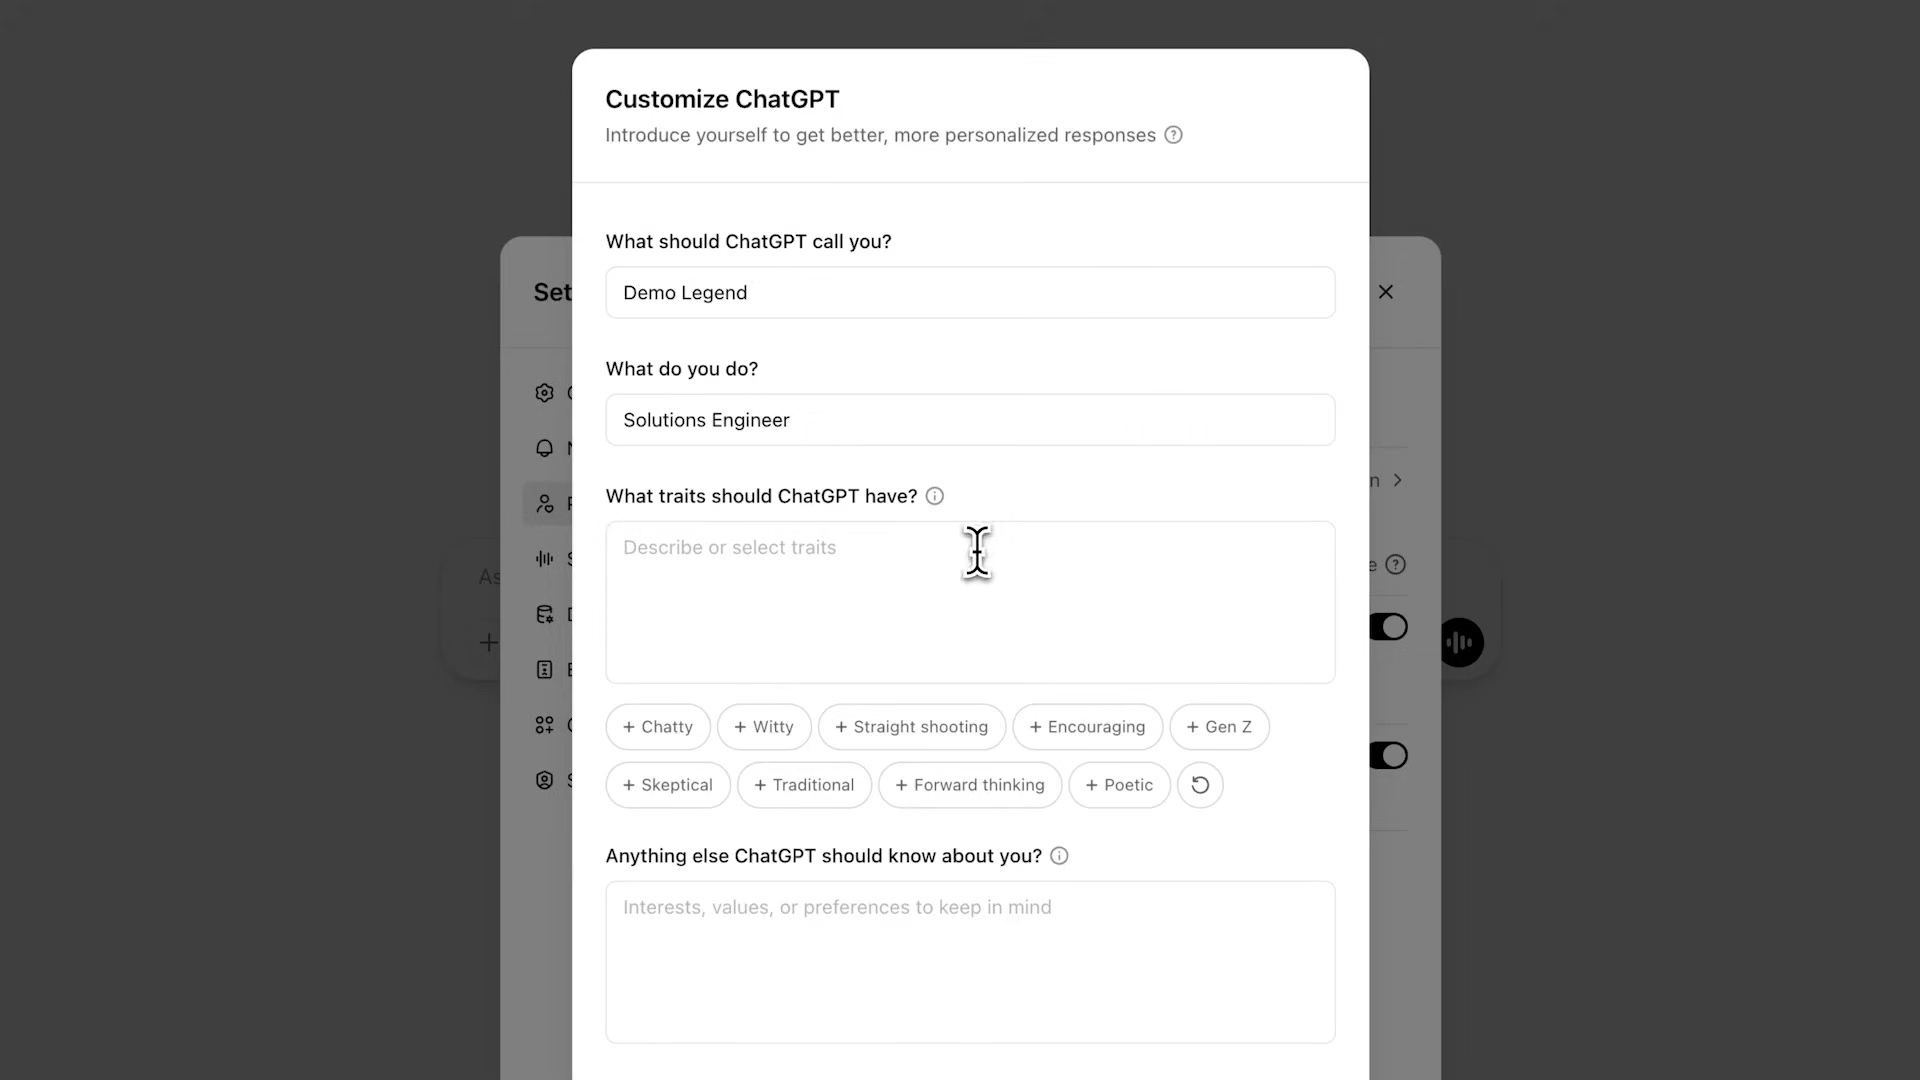 Customize ChatGPT
Introduce yourself to get better, more personalized responses
What should ChatGPT call you?
Demo Legend
Set
What do you do?
Solutions Engineer
What traits should ChatGPT have?
Describe or select traits
As
+ Chatty + Witty + Straight shooting + Encouraging + Gen Z
+ Skeptical + Traditional + Forward thinking + Poetic
Anything else ChatGPT should know about you?
Interests, values, or preferences to keep in mind